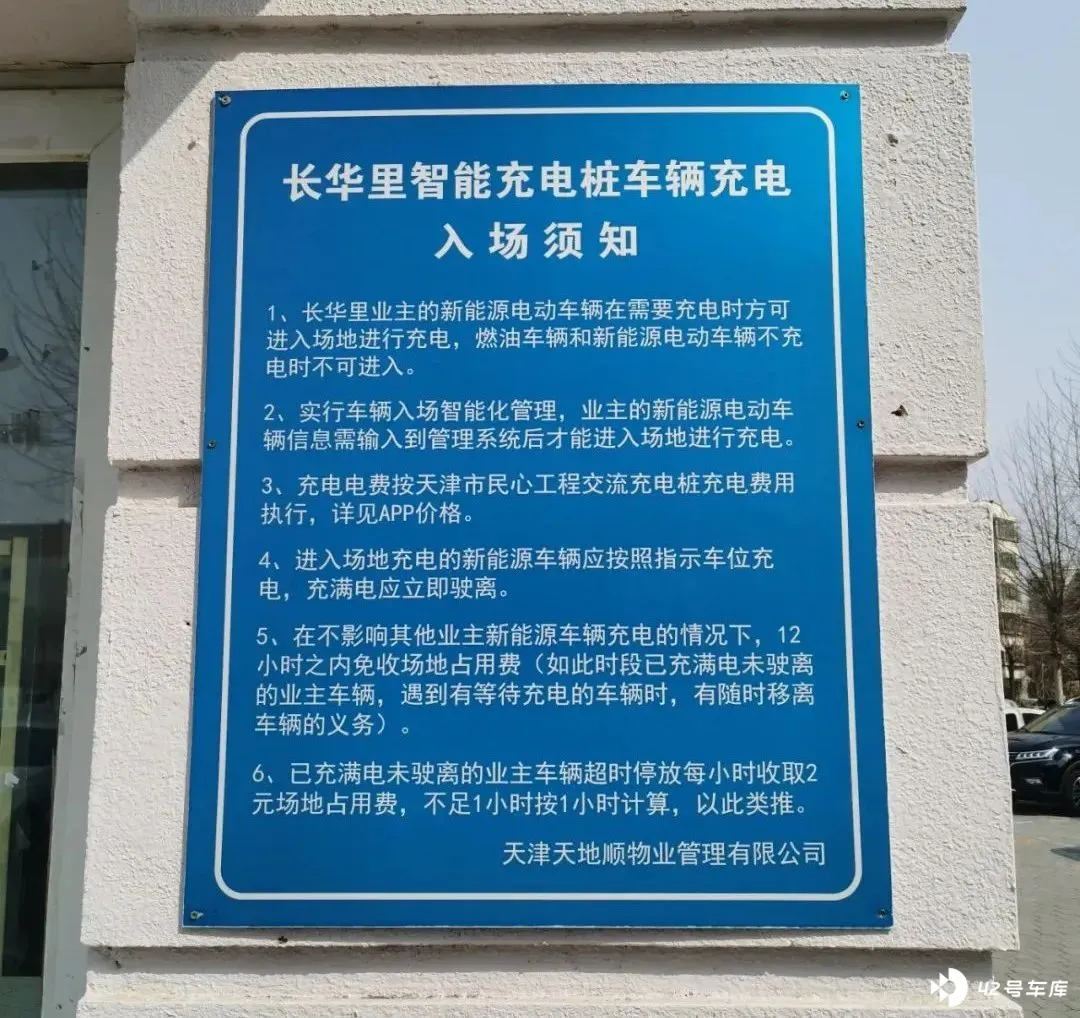 长华里智能充电桩车辆充电
入场须知
1、长华里业主的新能源电动车辆在需要充电时方可
进入场地进行充电，燃油车辆和新能源电动车辆不充
电时不可进入。
2、实行车辆入场智能化管理，业主的新能源电动车
辆信息需输入到管理系统后才能进入场地进行充电。
3、充电电费按天津市民心工程交流充电桩充电费用
执行，详见APP价格。
4、进入场地充电的新能源车辆应按照指示车位充
电，充满电应立即驶离。
5、在不影响其他业主新能源车辆充电的情况下，12
小时之内免收场地占用费（如此时段已充满电未驶离
的业主车辆，遇到有等待充电的车辆时，有随时移离
车辆的义务）。
6、已充满电未驶离的业主车辆超时停放每小时收取2
元场地占用费，不足1小时按1小时计算，以此类推。
天津天地顺物业管理有限公司
42号车库